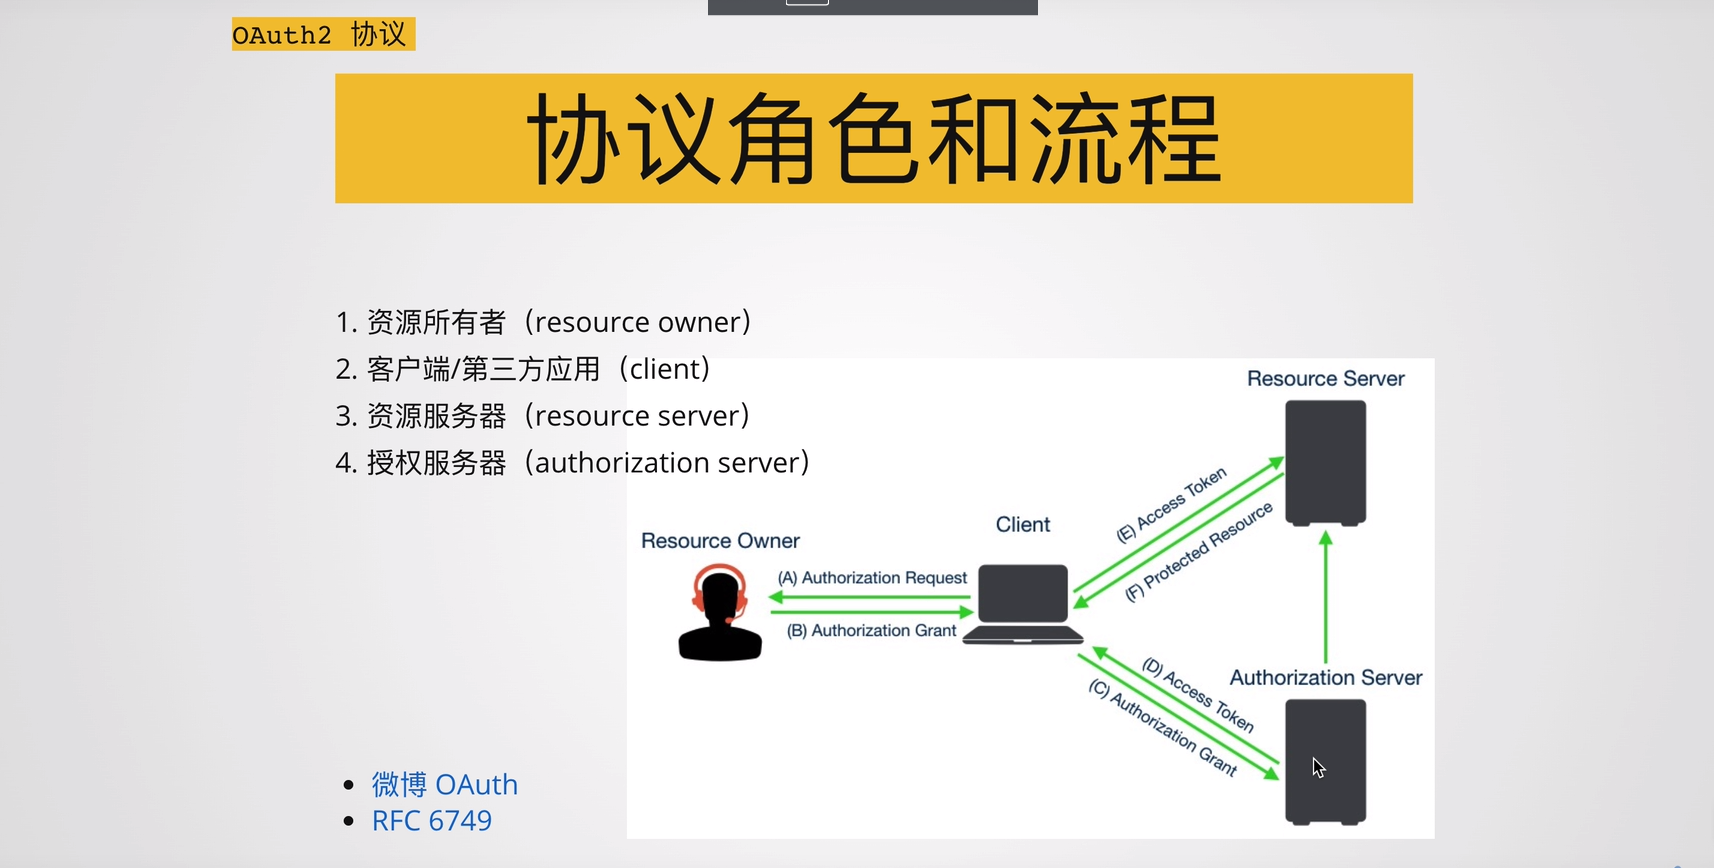 OAuth2 协议
协议角色和流程
1. 资源所有者（resource owner）
2. 客户端/第三方应用（client）
3. 资源服务器（resource server）
4. 授权服务器（authorization server）
Resource Server
(E) Access Token
(F) Protected Resource
Client
Resource Owner
(A) Authorization Request
(B) Authorization Grant
(D) Access Token
(C) Authorization Grant
Authorization Server
微博 OAuth
RFC 6749